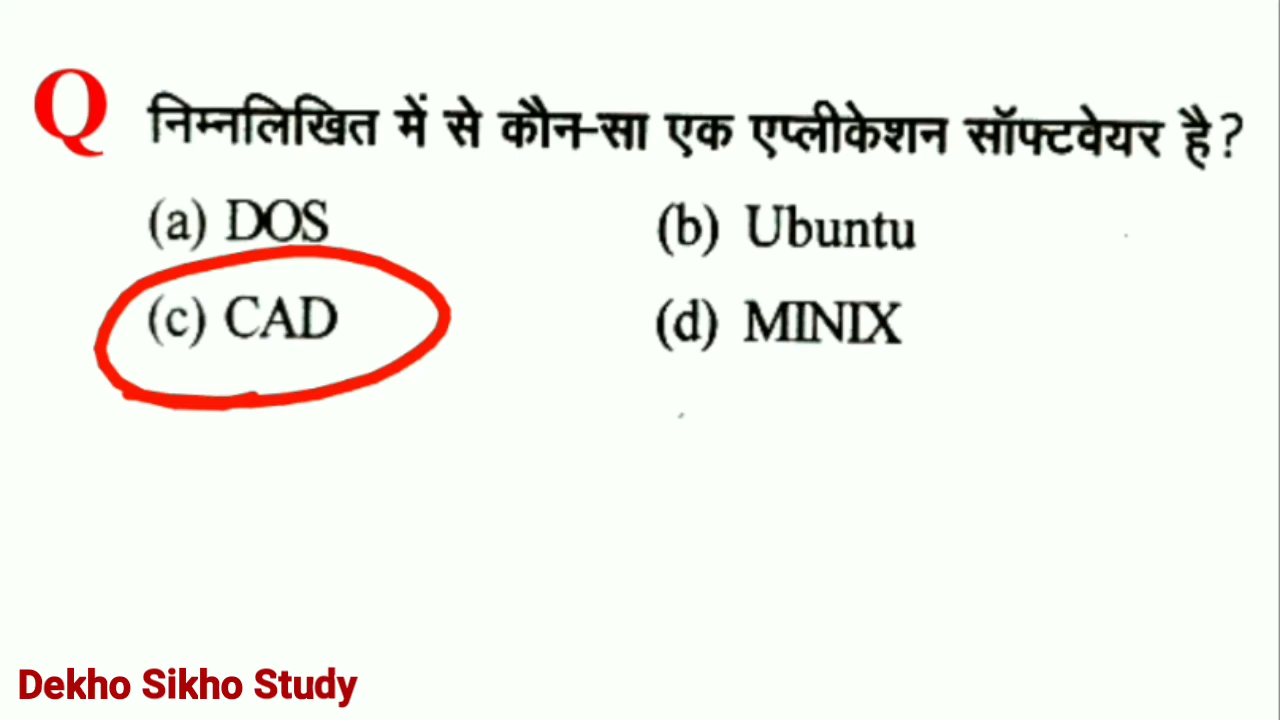 Q निम्नलिखित में से कौन-सा एक एप्लीकेशन सॉफ्टवेयर है?
(a) DOS (b) Ubuntu
(c) CAD (d) MINIX
Dekho Sikho Study